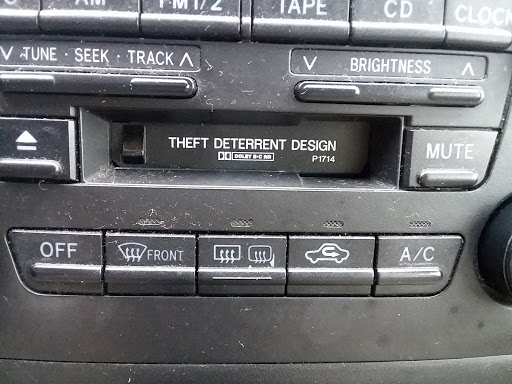 AM FM1/2 TAPE CD CLOCK
∨ TUNE · SEEK · TRACK ∧ ∨ BRIGHTNESS ∧
THEFT DETERRENT DESIGN
DOLBY B-C NR P1714
MUTE
OFF FRONT A/C